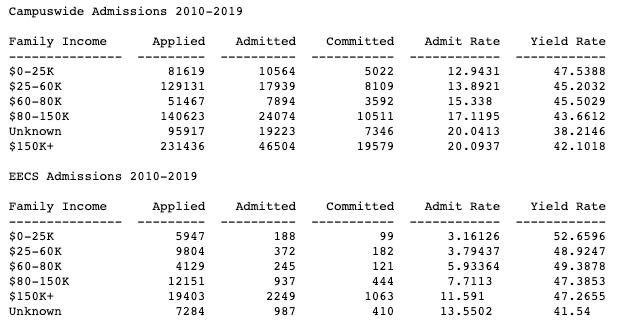 Campuswide Admissions 2010-2019
Family Income Applied Admitted Committed Admit Rate Yield Rate
--------------- --------- ---------- ----------- ------------ ------------
$0-25K 81619 10564 5022 12.9431 47.5388
$25-60K 129131 17939 8109 13.8921 45.2032
$60-80K 51467 7894 3592 15.338 45.5029
$80-150K 140623 24074 10511 17.1195 43.6612
Unknown 95917 19223 7346 20.0413 38.2146
$150K+ 231436 46504 19579 20.0937 42.1018
EECS Admissions 2010-2019
Family Income Applied Admitted Committed Admit Rate Yield Rate
--------------- --------- ---------- ----------- ------------ ------------
$0-25K 5947 188 99 3.16126 52.6596
$25-60K 9804 372 182 3.79437 48.9247
$60-80K 4129 245 121 5.93364 49.3878
$80-150K 12151 937 444 7.7113 47.3853
$150K+ 19403 2249 1063 11.591 47.2655
Unknown 7284 987 410 13.5502 41.54